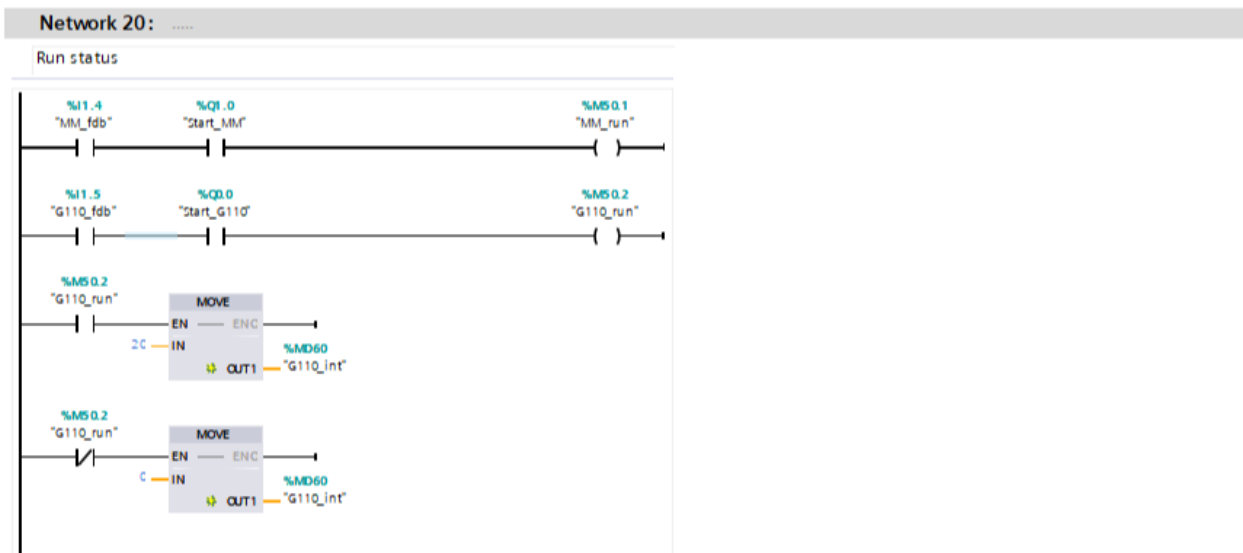 Network 20: .....
Run status
%I1.4 %Q1.0 %M50.1
"MM_fdb" "Start_MM" "MM_run"
%I1.5 %Q0.0 %M50.2
"G110_fdb" "Start_G110" "G110_run"
%M50.2
"G110_run"
MOVE
EN ENO
20 IN %MD60
OUT1 "G110_int"
%M50.2
"G110_run"
MOVE
EN ENO
0 IN %MD60
OUT1 "G110_int"